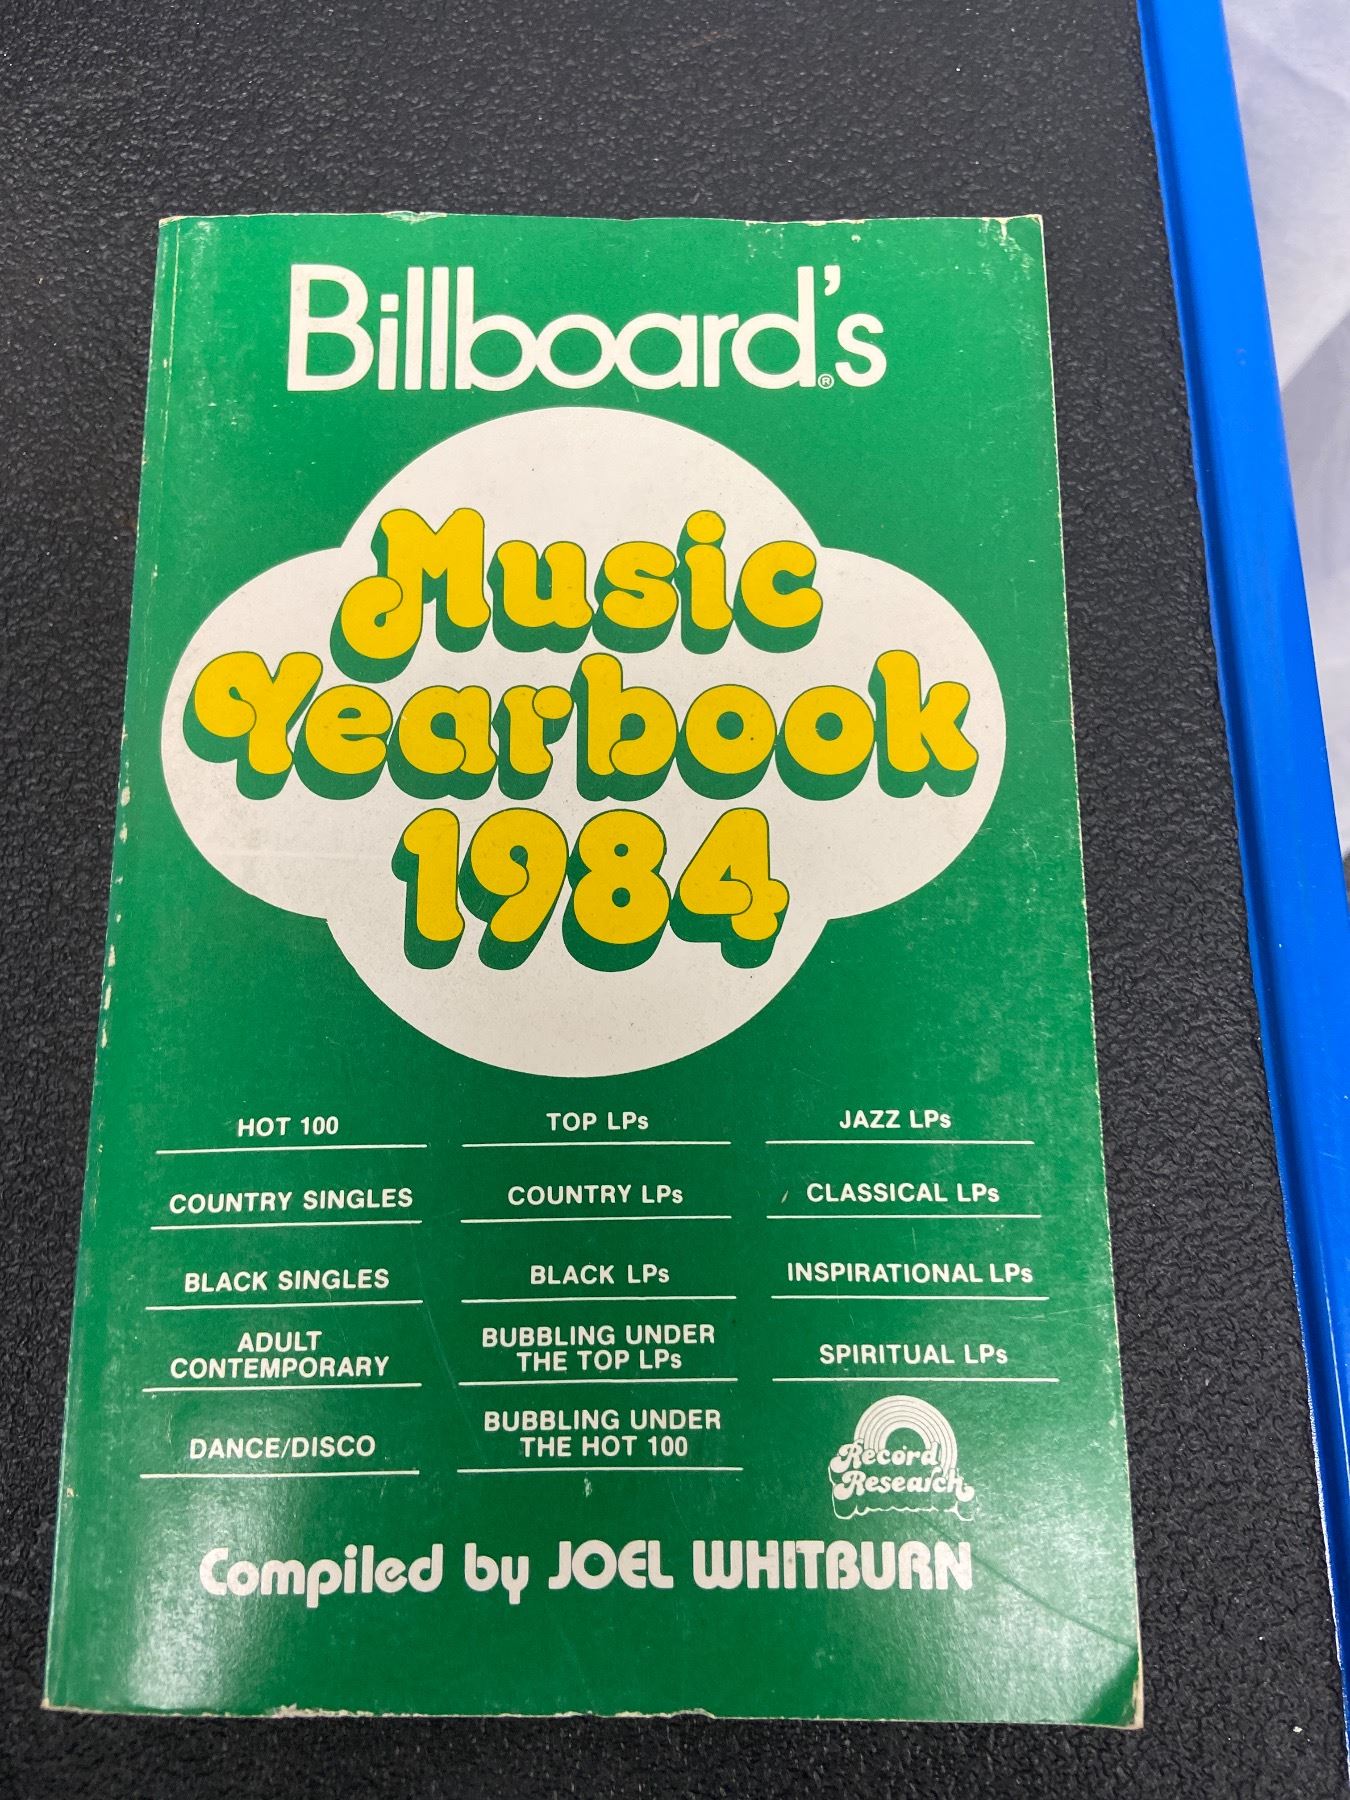 Billboard's®
Music
Yearbook
1984
HOT 100
COUNTRY SINGLES
BLACK SINGLES
ADULT
CONTEMPORARY
DANCE/DISCO
TOP LPs
COUNTRY LPs
BLACK LPs
BUBBLING UNDER
THE TOP LPs
BUBBLING UNDER
THE HOT 100
JAZZ LPs
CLASSICAL LPs
INSPIRATIONAL LPs
SPIRITUAL LPs
Record
Research
Compiled by JOEL WHITBURN